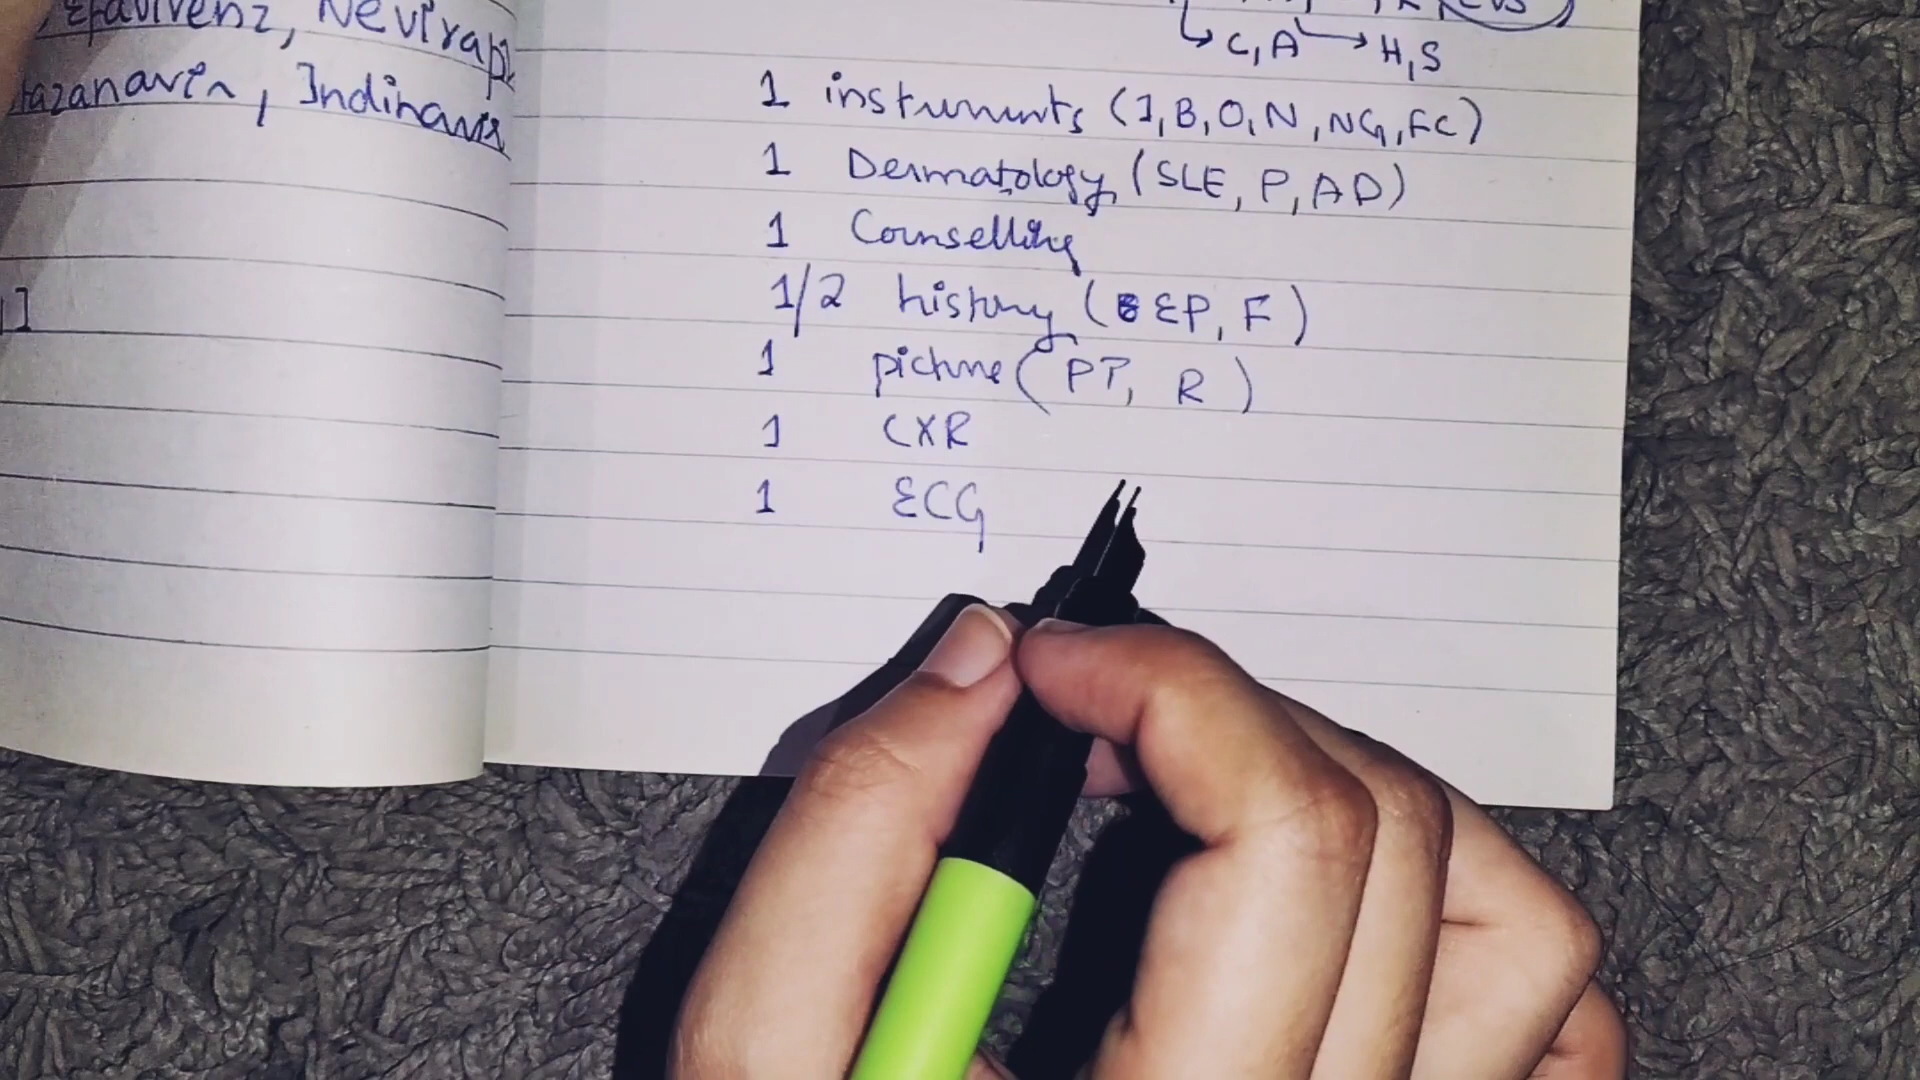 Efavirenz, Nevirap
tazanavir, Indinavir
C, A → H, S
1 instruments (I, B, O, N, NG, FC)
1 Dermatology (SLE, P, AD)
1 Counselling
1/2 history (EP, F)
1 picture (PT, R)
1 CXR
1 ECG